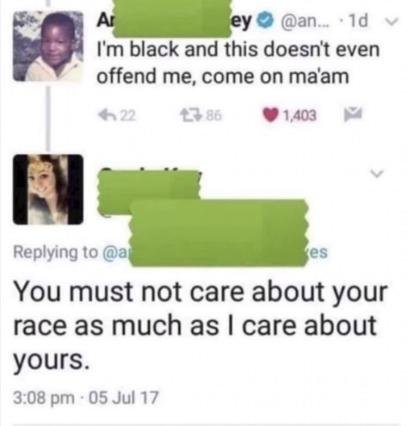 Ar ey @an... · 1d
I'm black and this doesn't even
offend me, come on ma'am
22 86 1,403
Replying to @a es
You must not care about your
race as much as I care about
yours.
3:08 pm · 05 Jul 17